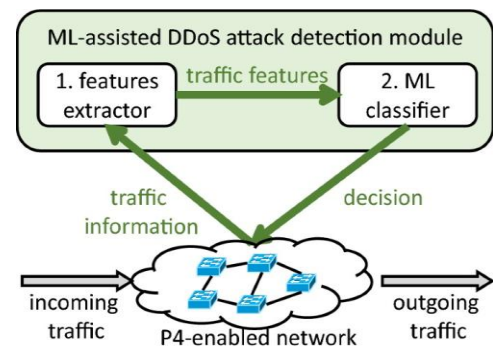 ML-assisted DDoS attack detection module
1. features
extractor
traffic features
2. ML
classifier
traffic
information
decision
incoming
traffic
outgoing
traffic
P4-enabled network